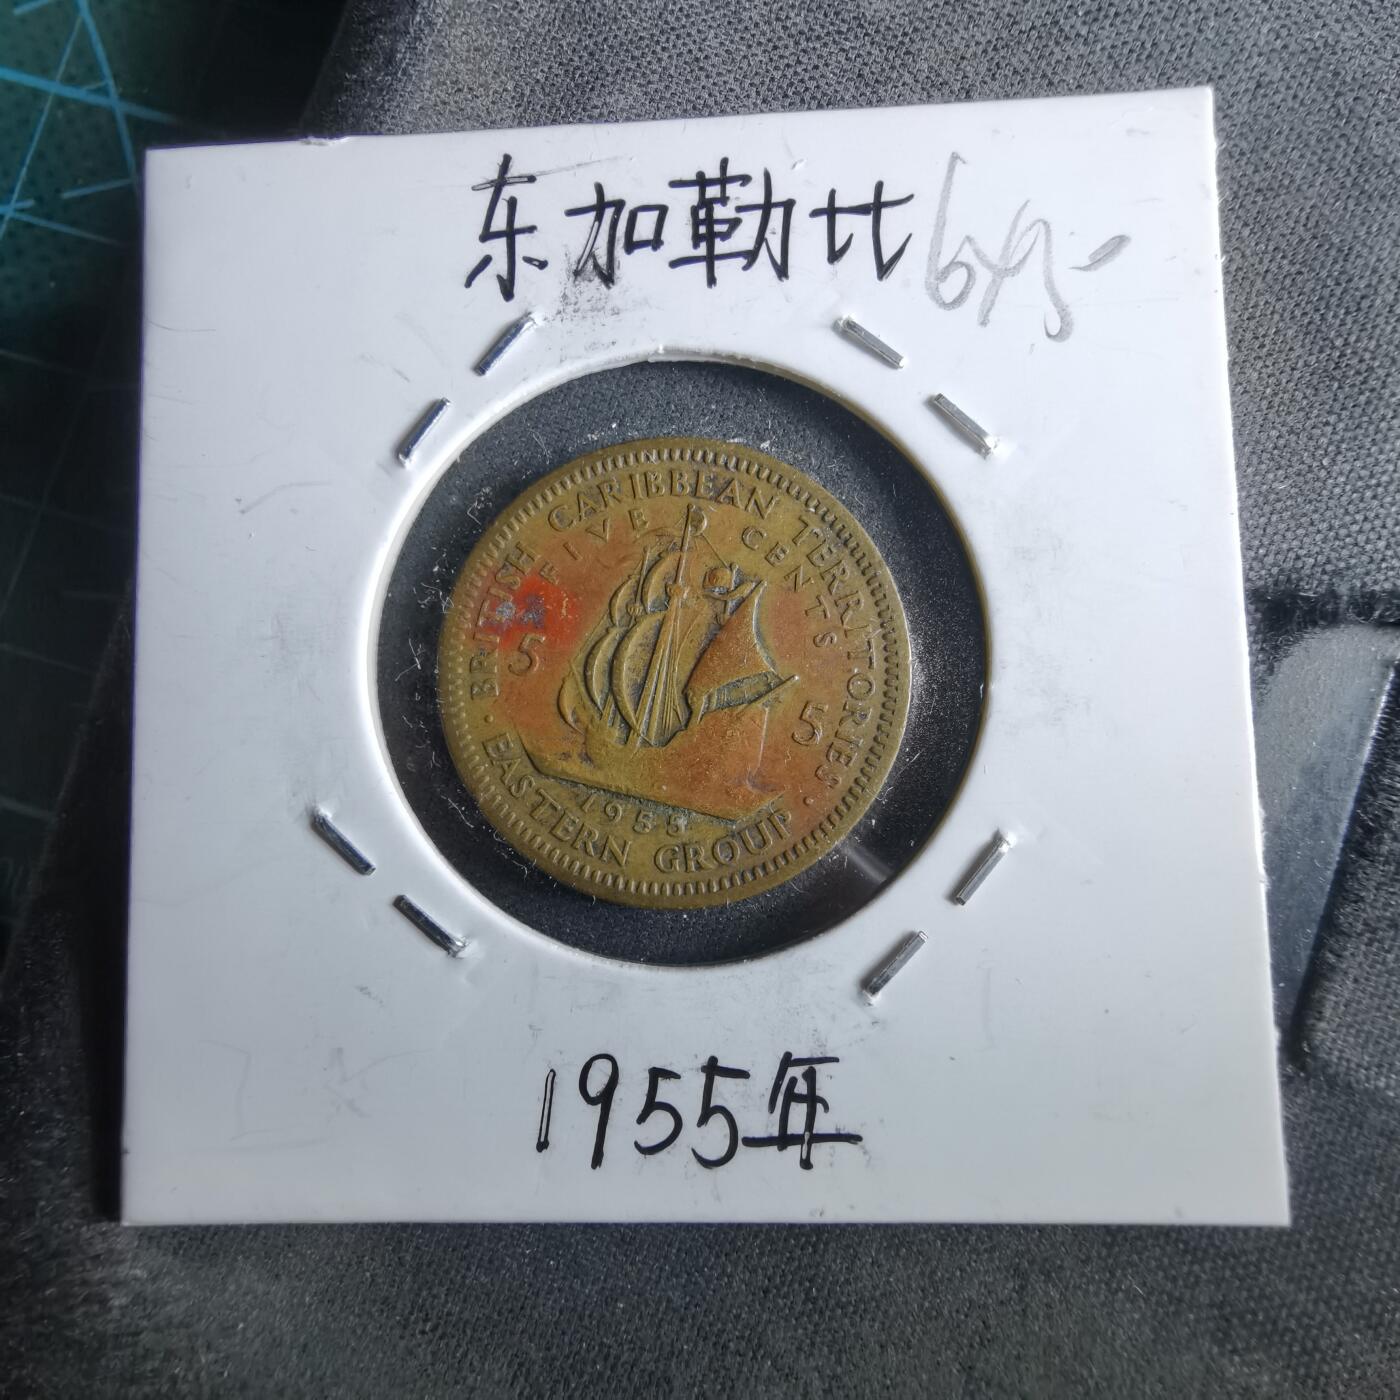 东加勒比
BRITISH CARIBBEAN TERRITORIES
FIVE CENTS
5 5
1955
EASTERN GROUP
1955年